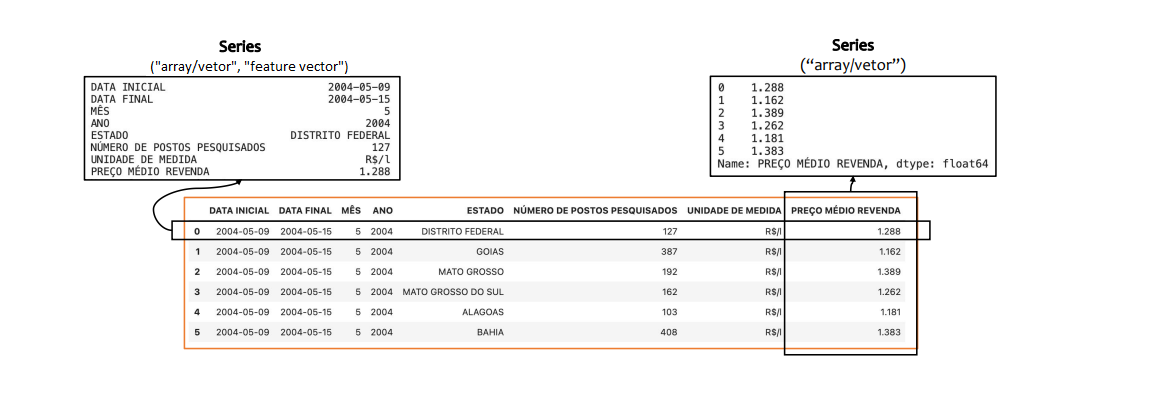 Series
("array/vetor", "feature vector")
DATA INICIAL 2004-05-09
DATA FINAL 2004-05-15
MÊS 5
ANO 2004
ESTADO DISTRITO FEDERAL
NÚMERO DE POSTOS PESQUISADOS 127
UNIDADE DE MEDIDA R$/l
PREÇO MÉDIO REVENDA 1.288
Series
(“array/vetor”)
0 1.288
1 1.162
2 1.389
3 1.262
4 1.181
5 1.383
Name: PREÇO MÉDIO REVENDA, dtype: float64
DATA INICIAL DATA FINAL MÊS ANO ESTADO NÚMERO DE POSTOS PESQUISADOS UNIDADE DE MEDIDA PREÇO MÉDIO REVENDA
0 2004-05-09 2004-05-15 5 2004 DISTRITO FEDERAL 127 R$/l 1.288
1 2004-05-09 2004-05-15 5 2004 GOIAS 387 R$/l 1.162
2 2004-05-09 2004-05-15 5 2004 MATO GROSSO 192 R$/l 1.389
3 2004-05-09 2004-05-15 5 2004 MATO GROSSO DO SUL 162 R$/l 1.262
4 2004-05-09 2004-05-15 5 2004 ALAGOAS 103 R$/l 1.181
5 2004-05-09 2004-05-15 5 2004 BAHIA 408 R$/l 1.383